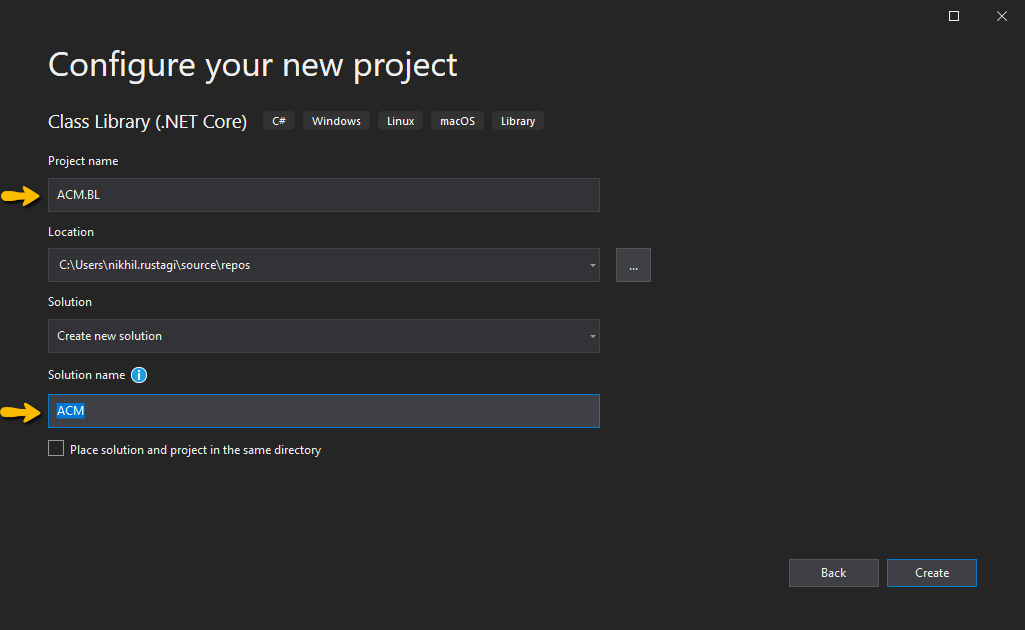 Configure your new project
Class Library (.NET Core) C# Windows Linux macOS Library
Project name
ACM.BL
Location
C:\Users\nikhil.rustagi\source\repos
...
Solution
Create new solution
Solution name
ACM
Place solution and project in the same directory
Back Create